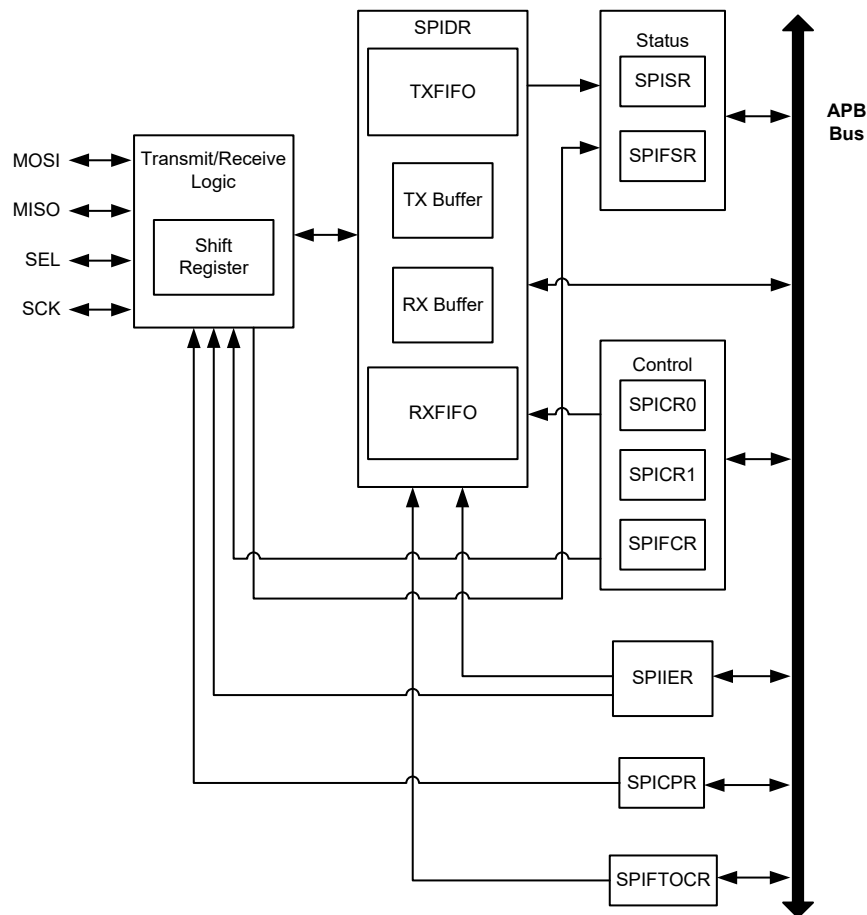 SPIDR
TXFIFO
TX Buffer
RX Buffer
RXFIFO
Status
SPISR
SPIFSR
APB
Bus
MOSI
MISO
SEL
SCK
Transmit/Receive
Logic
Shift
Register
Control
SPICR0
SPICR1
SPIFCR
SPIIER
SPICPR
SPIFTOCR